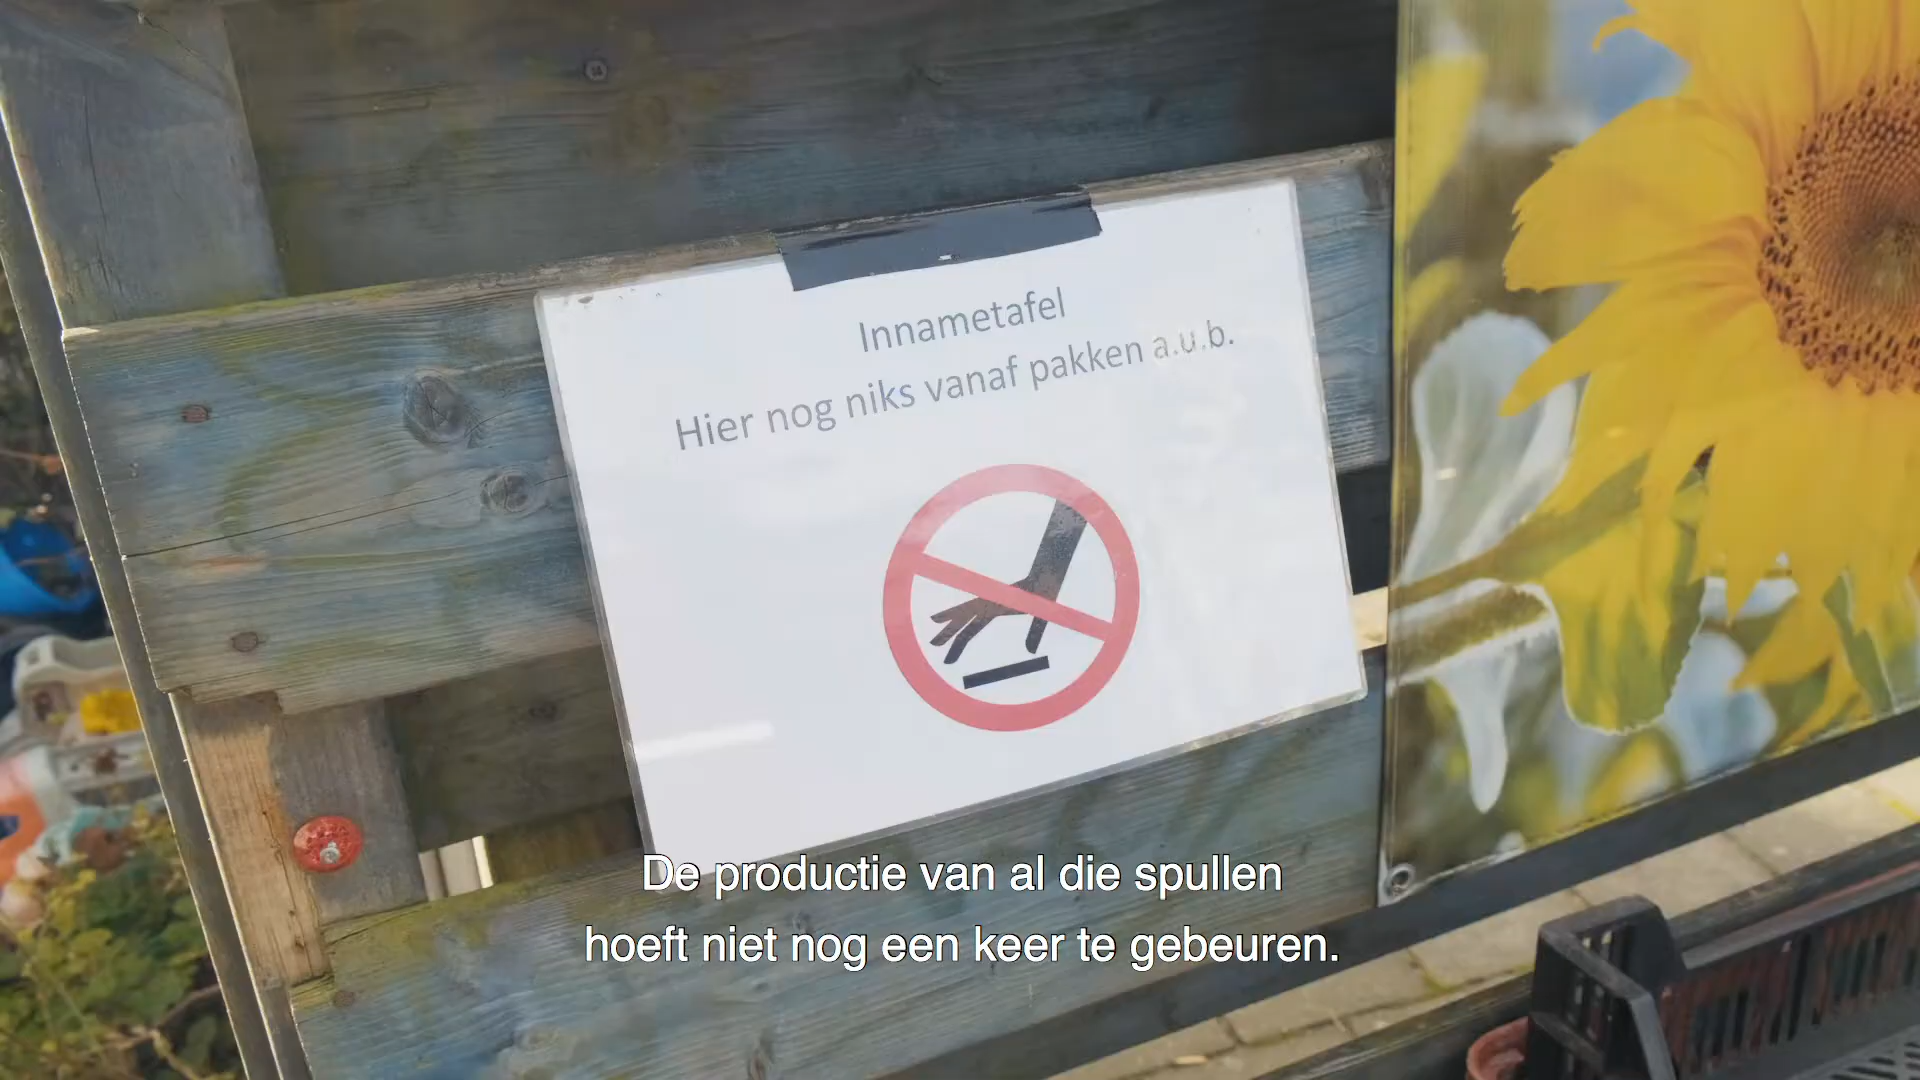 Innametafel
Hier nog niks vanaf pakken a.u.b.
De productie van al die spullen
hoeft niet nog een keer te gebeuren.